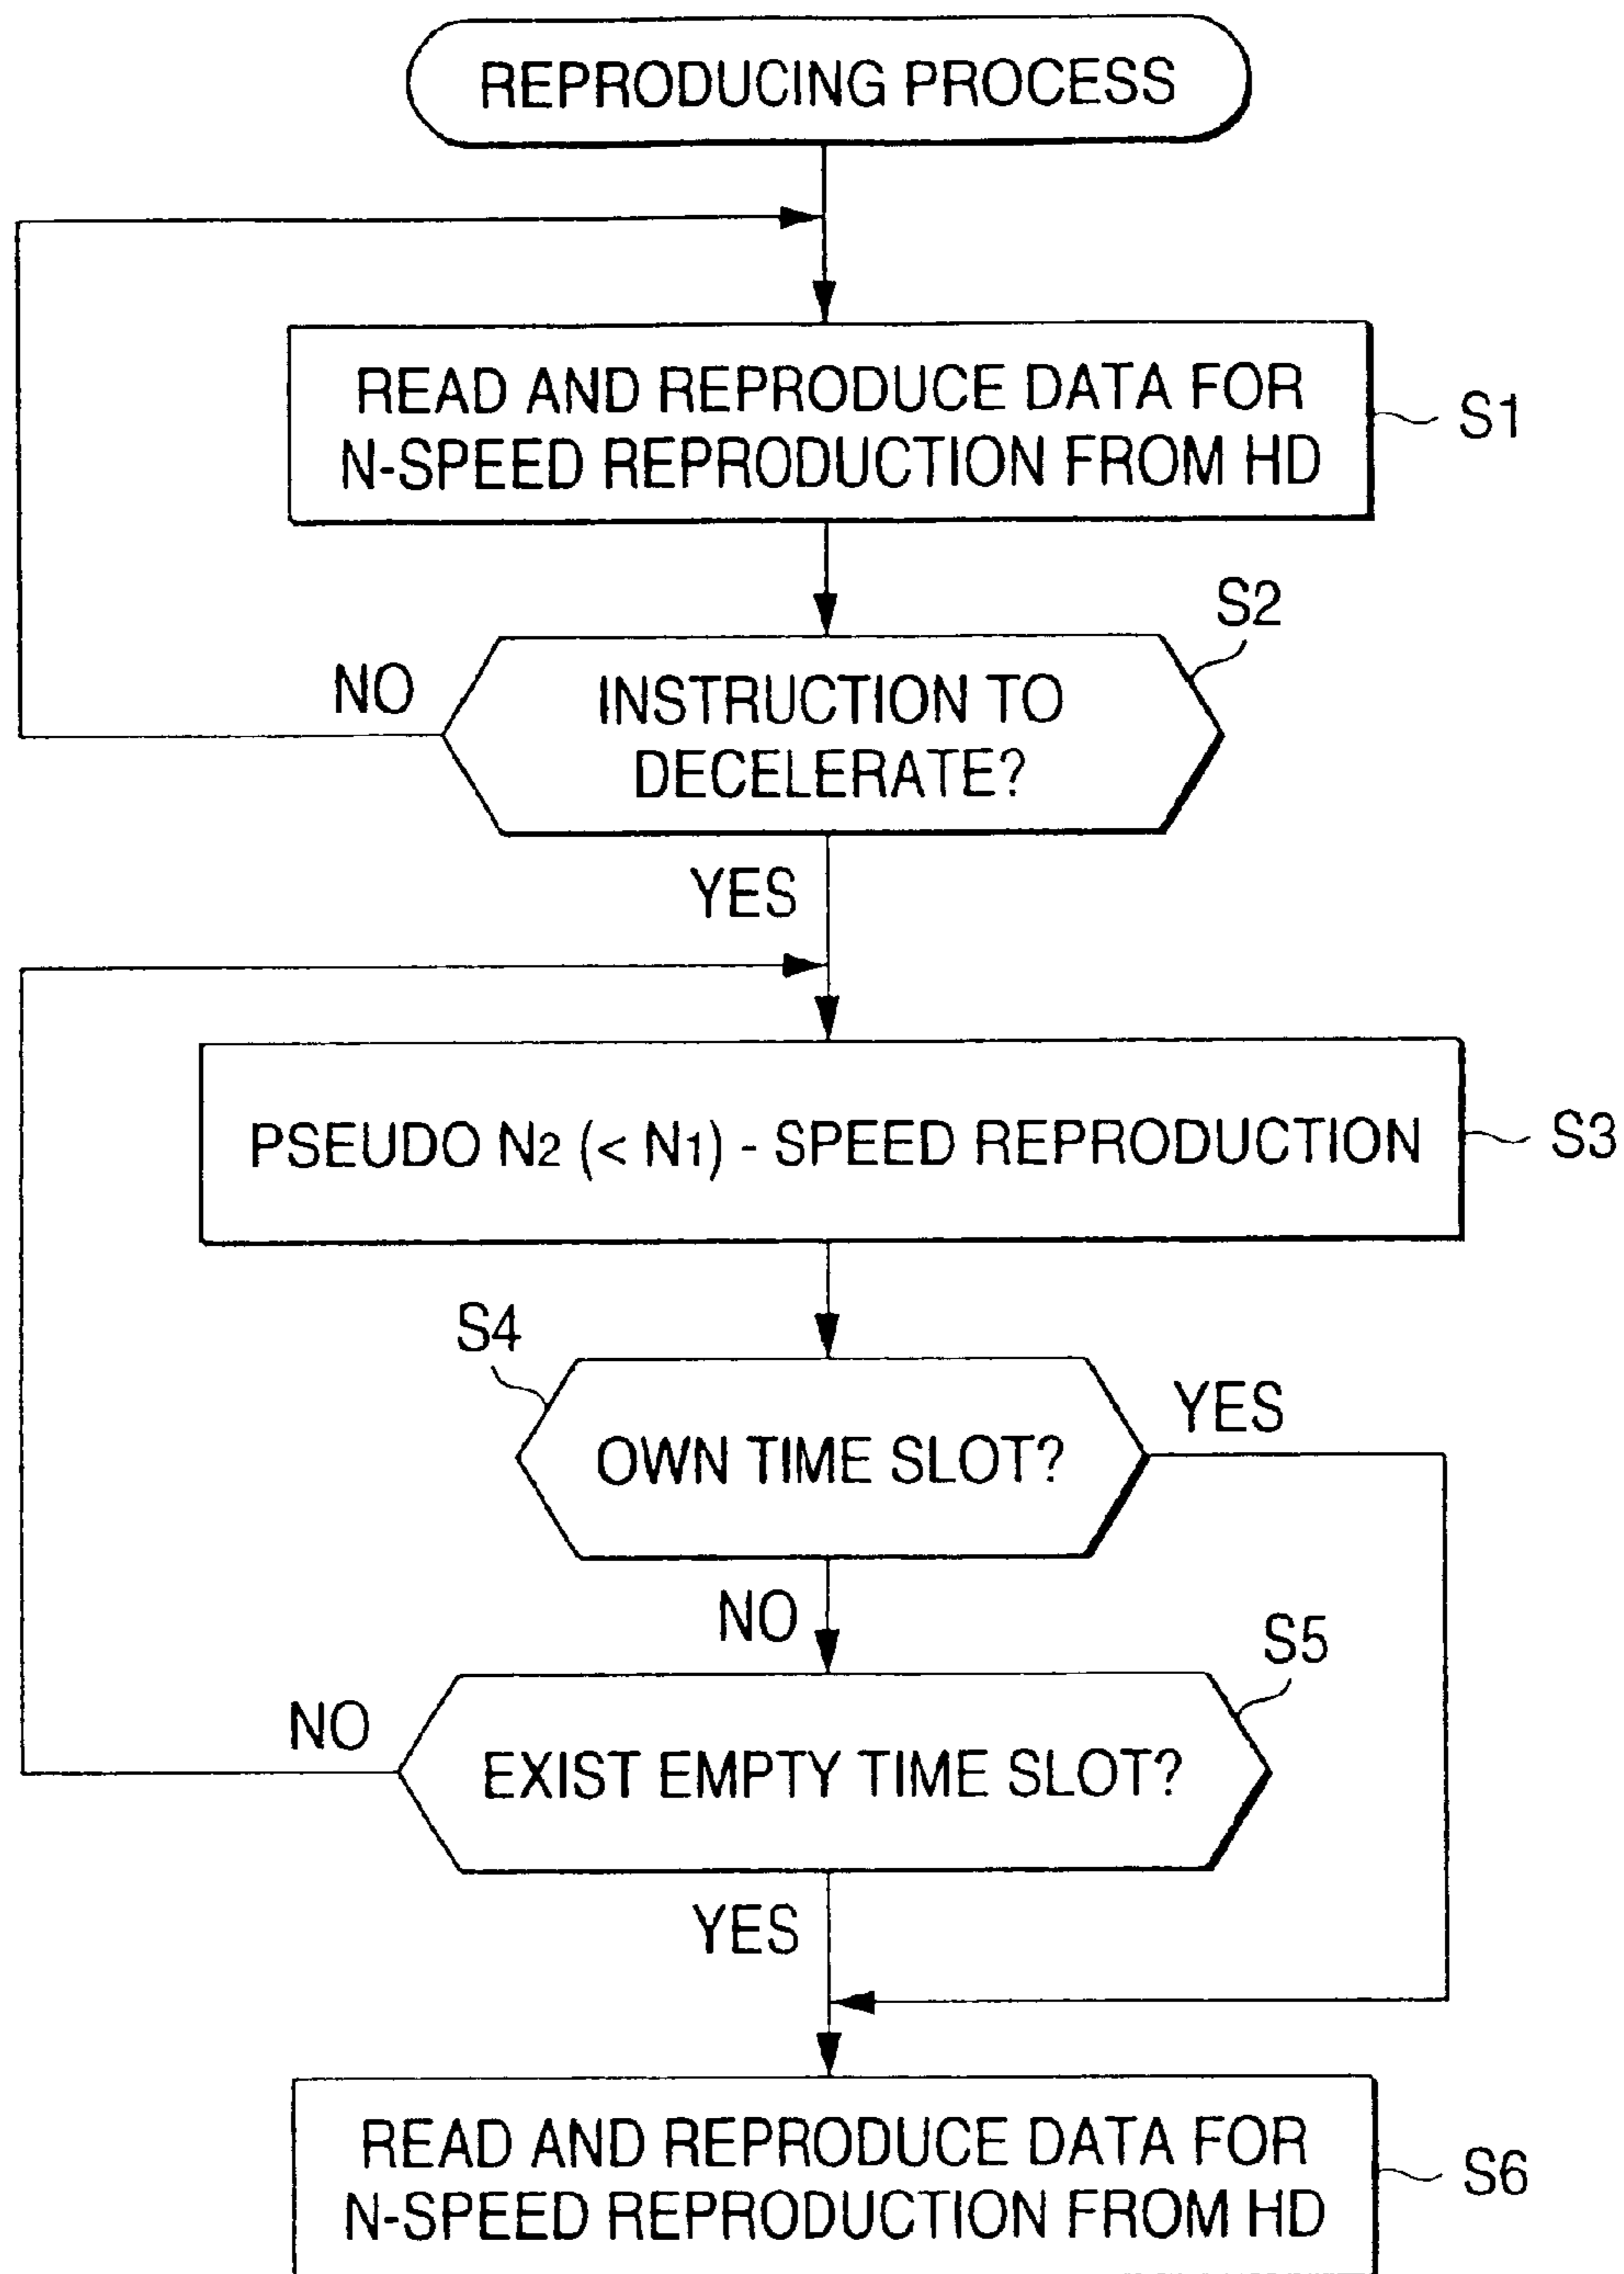 REPRODUCING PROCESS
READ AND REPRODUCE DATA FOR
N-SPEED REPRODUCTION FROM HD
S1
S2
NO
INSTRUCTION TO
DECELERATE?
YES
PSEUDO N2 (< N1) - SPEED REPRODUCTION
S3
S4
YES
OWN TIME SLOT?
NO
S5
NO
EXIST EMPTY TIME SLOT?
YES
READ AND REPRODUCE DATA FOR
N-SPEED REPRODUCTION FROM HD
S6